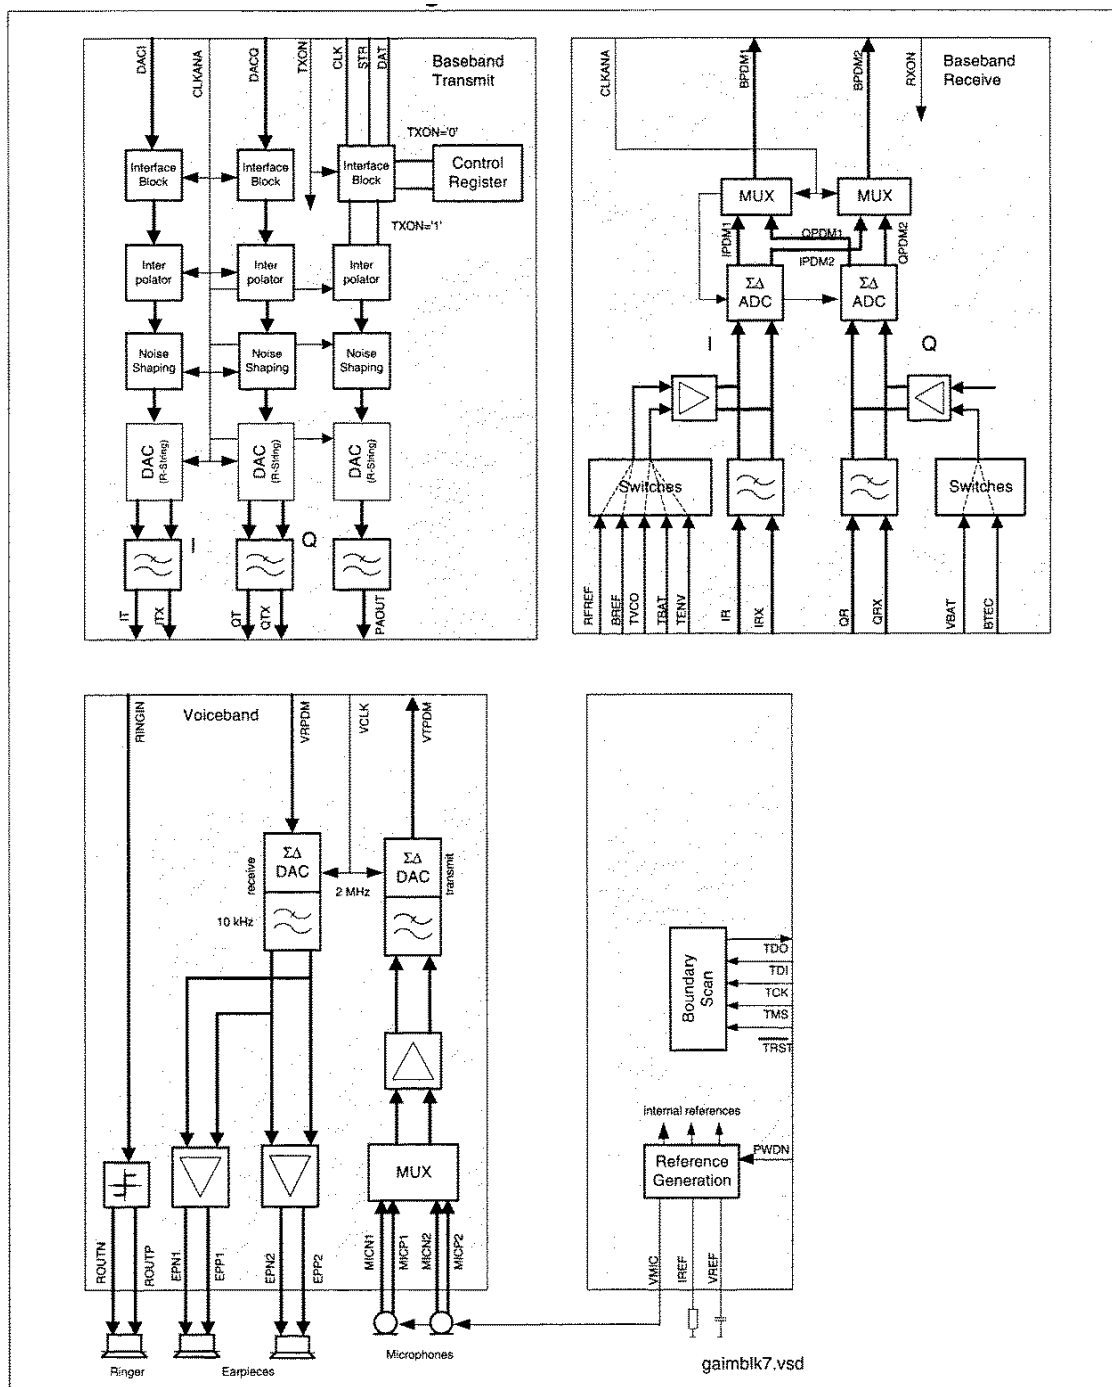 DACI
CLKANA
DACQ
TXON
CLK
STR
DAT
Baseband
Transmit
TXON='0'
Interface
Block
Interface
Block
Interface
Block
Control
Register
TXON='1'
Inter
polator
Inter
polator
Inter
polator
Noise
Shaping
Noise
Shaping
Noise
Shaping
DAC
(R-String)
DAC
(R-String)
DAC
(R-String)
I
Q
IT
ITX
QT
QTX
PAOUT
CLKANA
BPDM1
BPDM2
RXON
Baseband
Receive
MUX
MUX
IPDM1
QPDM1
IPDM2
QPDM2
ΣΔ
ADC
ΣΔ
ADC
I
Q
Switches
Switches
RFREF
BREF
TVCO
TBAT
TENV
IR
IRX
QR
QRX
VBAT
BTEC
RINGIN
Voiceband
VRPDM
VCLK
VTPDM
receive
ΣΔ
DAC
2 MHz
ΣΔ
DAC
transmit
10 kHz
MUX
ROUTN
ROUTP
EPN1
EPP1
EPN2
EPP2
MICN1
MICP1
MICN2
MICP2
Ringer
Earpieces
Microphones
Boundary
Scan
TDO
TDI
TCK
TMS
TRST
internal references
Reference
Generation
PWDN
VMIC
IREF
VREF
gaimblk7.vsd